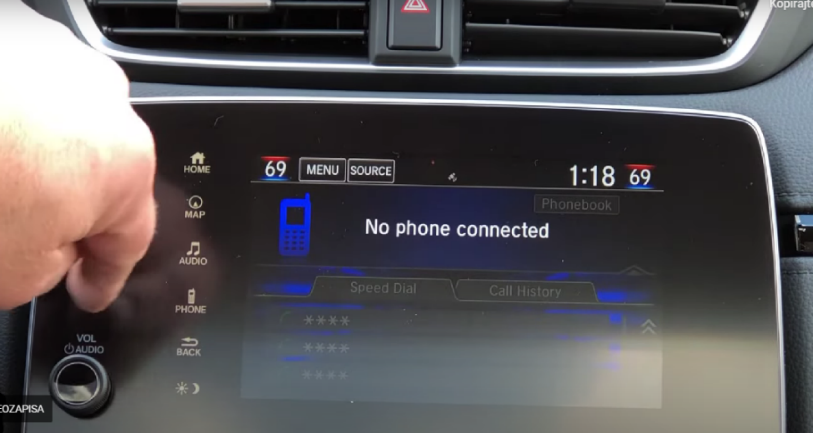 Kopirajte
HOME
69 MENU SOURCE 1:18 69
MAP
Phonebook
No phone connected
AUDIO
Speed Dial Call History
PHONE
****
VOL
AUDIO
BACK
****
****
EOZAPISA